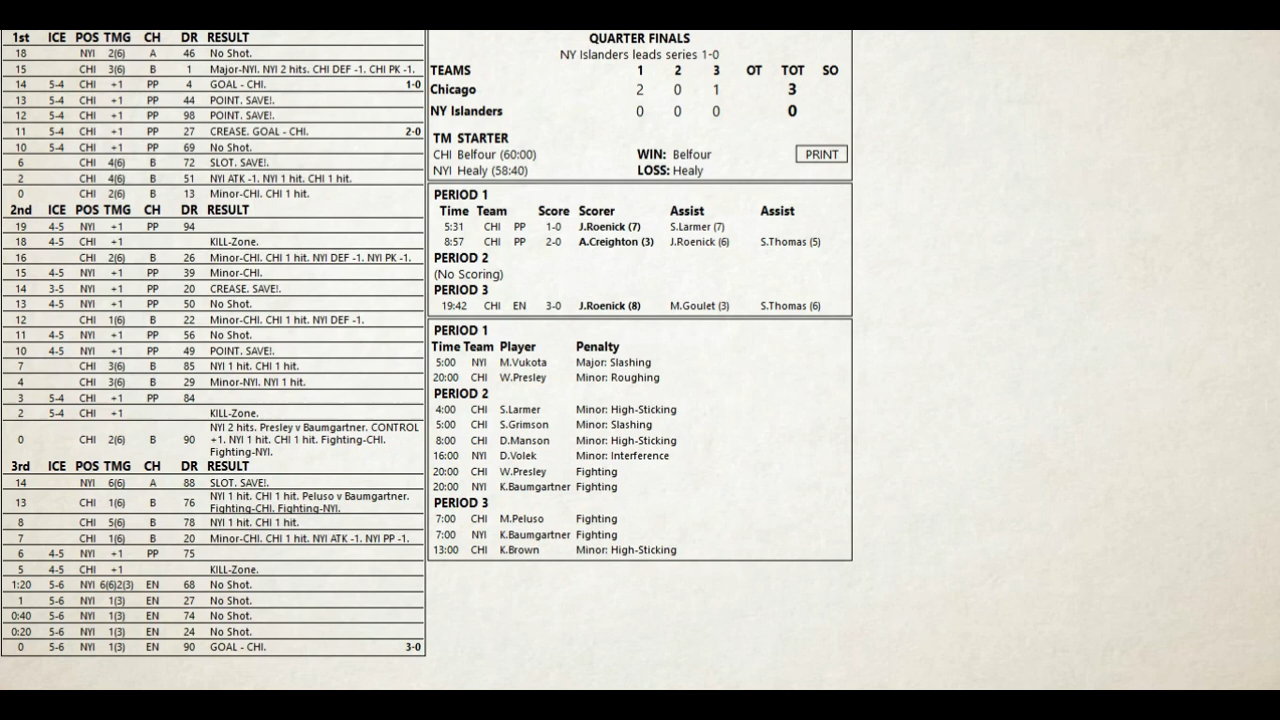 1st ICE POS TMG CH DR RESULT
18 NYI 2(6) A 46 No Shot.
15 CHI 3(6) B 1 Major-NYI. NYI 2 hits. CHI DEF -1. CHI PK -1.
14 5-4 CHI +1 PP 4 GOAL - CHI. 1-0
13 5-4 CHI +1 PP 44 POINT. SAVE!.
12 5-4 CHI +1 PP 98 POINT. SAVE!.
11 5-4 CHI +1 PP 27 CREASE. GOAL - CHI. 2-0
10 5-4 CHI +1 PP 69 No Shot.
6 CHI 4(6) B 72 SLOT. SAVE!.
2 CHI 4(6) B 51 NYI ATK -1. NYI 1 hit. CHI 1 hit.
0 CHI 2(6) B 13 Minor-CHI. CHI 1 hit.
2nd ICE POS TMG CH DR RESULT
19 4-5 NYI +1 PP 94
18 4-5 CHI +1 KILL-Zone.
16 CHI 2(6) B 26 Minor-CHI. CHI 1 hit. NYI DEF -1. NYI PK -1.
15 4-5 NYI +1 PP 39 Minor-CHI.
14 3-5 NYI +1 PP 20 CREASE. SAVE!.
13 4-5 NYI +1 PP 50 No Shot.
12 CHI 1(6) B 22 Minor-CHI. CHI 1 hit. NYI DEF -1.
11 4-5 NYI +1 PP 56 No Shot.
10 4-5 NYI +1 PP 49 POINT. SAVE!.
7 CHI 3(6) B 85 NYI 1 hit. CHI 1 hit.
4 CHI 3(6) B 29 Minor-NYI. NYI 1 hit.
3 5-4 CHI +1 PP 84
2 5-4 CHI +1 KILL-Zone.
NYI 2 hits. Presley v Baumgartner. CONTROL
0 CHI 2(6) B 90 +1. NYI 1 hit. CHI 1 hit. Fighting-CHI.
Fighting-NYI.
3rd ICE POS TMG CH DR RESULT
14 NYI 6(6) A 88 SLOT. SAVE!.
13 CHI 1(6) B 76 NYI 1 hit. CHI 1 hit. Peluso v Baumgartner.
Fighting-CHI. Fighting-NYI.
8 CHI 5(6) B 78 NYI 1 hit. CHI 1 hit.
7 CHI 1(6) B 20 Minor-CHI. CHI 1 hit. NYI ATK -1. NYI PP -1.
6 4-5 NYI +1 PP 75
5 4-5 CHI +1 KILL-Zone.
1:20 5-6 NYI 6(6)2(3) EN 68 No Shot.
1 5-6 NYI 1(3) EN 27 No Shot.
0:40 5-6 NYI 1(3) EN 74 No Shot.
0:20 5-6 NYI 1(3) EN 24 No Shot.
0 5-6 NYI 1(3) EN 90 GOAL - CHI. 3-0
QUARTER FINALS
NY Islanders leads series 1-0
TEAMS 1 2 3 OT TOT SO
Chicago 2 0 1 3
NY Islanders 0 0 0 0
TM STARTER
CHI Belfour (60:00) WIN: Belfour PRINT
NYI Healy (58:40) LOSS: Healy
PERIOD 1
Time Team Score Scorer Assist Assist
5:31 CHI PP 1-0 J.Roenick (7) S.Larmer (7)
8:57 CHI PP 2-0 A.Creighton (3) J.Roenick (6) S.Thomas (5)
PERIOD 2
(No Scoring)
PERIOD 3
19:42 CHI EN 3-0 J.Roenick (8) M.Goulet (3) S.Thomas (6)
PERIOD 1
Time Team Player Penalty
5:00 NYI M.Vukota Major: Slashing
20:00 CHI W.Presley Minor: Roughing
PERIOD 2
4:00 CHI S.Larmer Minor: High-Sticking
5:00 CHI S.Grimson Minor: Slashing
8:00 CHI D.Manson Minor: High-Sticking
16:00 NYI D.Volek Minor: Interference
20:00 CHI W.Presley Fighting
20:00 NYI K.Baumgartner Fighting
PERIOD 3
7:00 CHI M.Peluso Fighting
7:00 NYI K.Baumgartner Fighting
13:00 CHI K.Brown Minor: High-Sticking